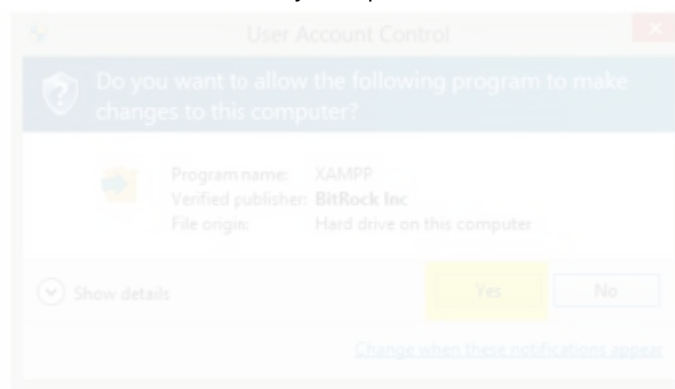 User Account Control
Do you want to allow the following program to make
changes to this computer?
Program name: XAMPP
Verified publisher: BitRock Inc
File origin: Hard drive on this computer
Show details
Yes No
Change when these notifications appear